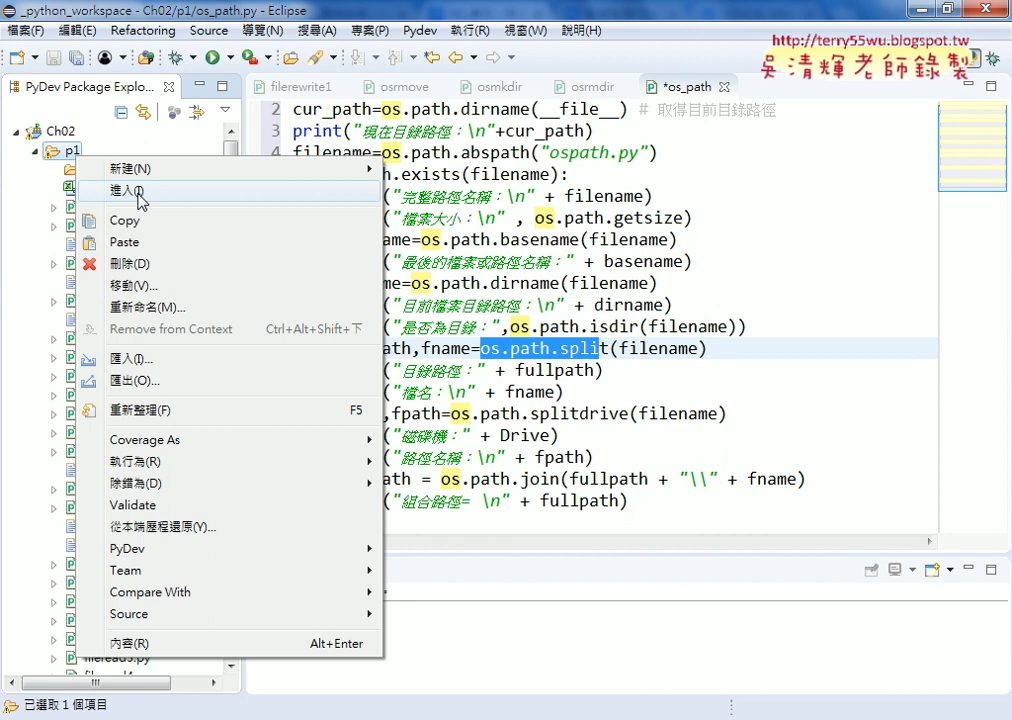 _python_workspace - Ch02/p1/os_path.py - Eclipse
檔案(F) 編輯(E) Refactoring Source 導覽(N) 搜尋(A) 專案(P) Pydev 執行(R) 視窗(W) 說明(H)
http://terry55wu.blogspot.tw
吳清輝老師錄製
PyDev Package Explo...
filerewrite1 osmove osmkdir osrmdir *os_path
Ch02
p1
2 cur_path=os.path.dirname(__file__) # 取得目前目錄路徑
3 print("現在目錄路徑：\n"+cur_path)
4 filename=os.path.abspath("ospath.py")
h.exists(filename):
("完整路徑名稱：\n" + filename)
("檔案大小：\n" , os.path.getsize)
ame=os.path.basename(filename)
("最後的檔案或路徑名稱：" + basename)
me=os.path.dirname(filename)
("目前檔案目錄路徑：\n" + dirname)
("是否為目錄：",os.path.isdir(filename))
ath,fname=os.path.split(filename)
("目錄路徑：" + fullpath)
("檔名：\n" + fname)
,fpath=os.path.splitdrive(filename)
("磁碟機：" + Drive)
("路徑名稱：\n" + fpath)
ath = os.path.join(fullpath + "\\" + fname)
("組合路徑= \n" + fullpath)
新建(N)
進入(I)
Copy
Paste
刪除(D)
移動(V)...
重新命名(M)...
Remove from Context Ctrl+Alt+Shift+下
匯入(I)...
匯出(O)...
重新整理(F) F5
Coverage As
執行為(R)
除錯為(D)
Validate
從本端歷程還原(Y)...
PyDev
Team
Compare With
Source
內容(R) Alt+Enter
fileread3.py
已選取 1 個項目